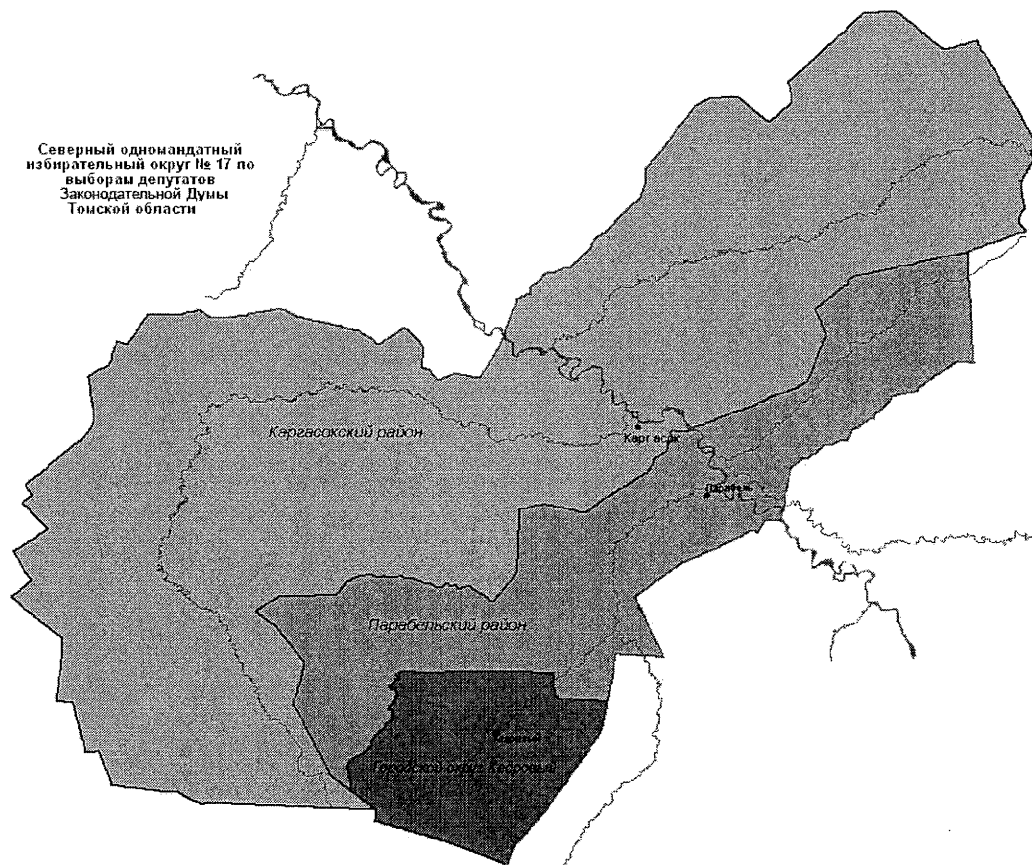 Северный одномандатный
избирательный округ № 17 по
выборам депутатов
Законодательной Думы
Томской области
Каргасокский район
Каргасок
Парабель
Парабельский район
Городской округ Кедровый